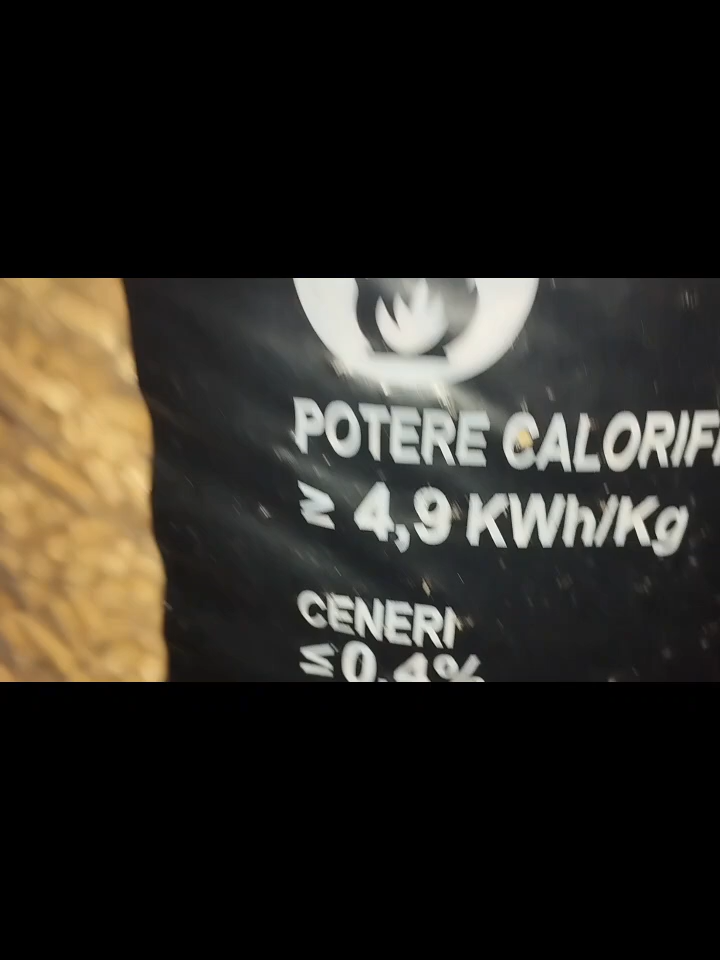 POTERE CALORIFI
≥ 4,9 KWh/Kg
CENERI
≤ 0,4%